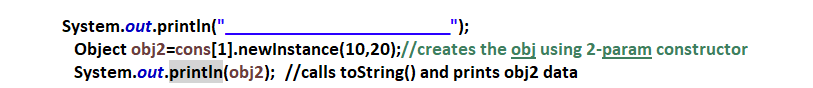 System.out.println("___________________________");
Object obj2=cons[1].newInstance(10,20);//creates the obj using 2-param constructor
System.out.println(obj2);  //calls toString() and prints obj2 data